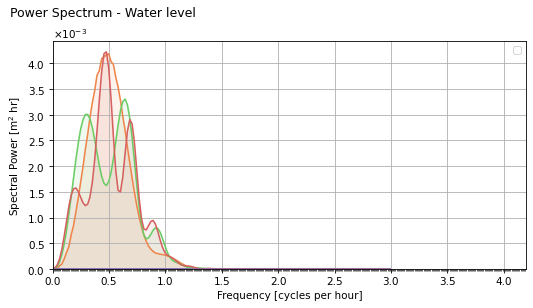 Power Spectrum - Water level
×10⁻³
4.0
3.5
3.0
2.5
2.0
1.5
1.0
0.5
0.0
Spectral Power [m² hr]
0.0 0.5 1.0 1.5 2.0 2.5 3.0 3.5 4.0
Frequency [cycles per hour]